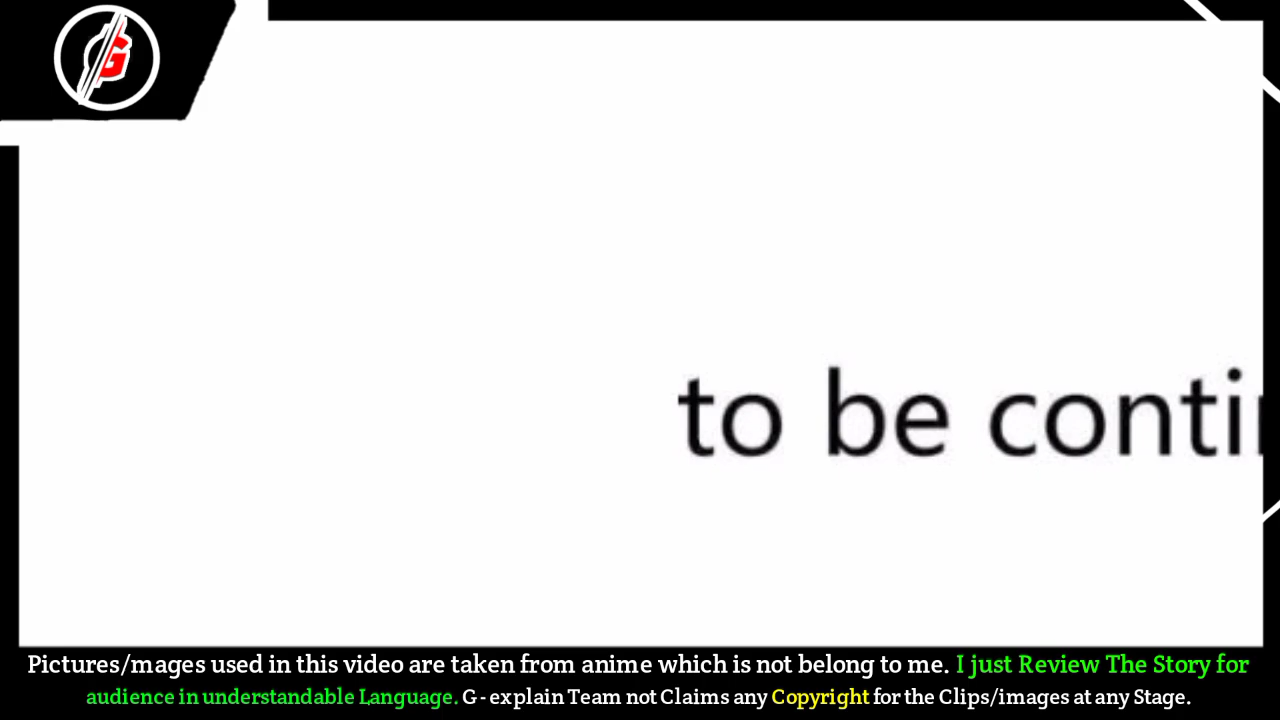 G
to be contin
Pictures/mages used in this video are taken from anime which is not belong to me. I just Review The Story for
audience in understandable Language. G-explain Team not Claims any Copyright for the Clips/images at any Stage.